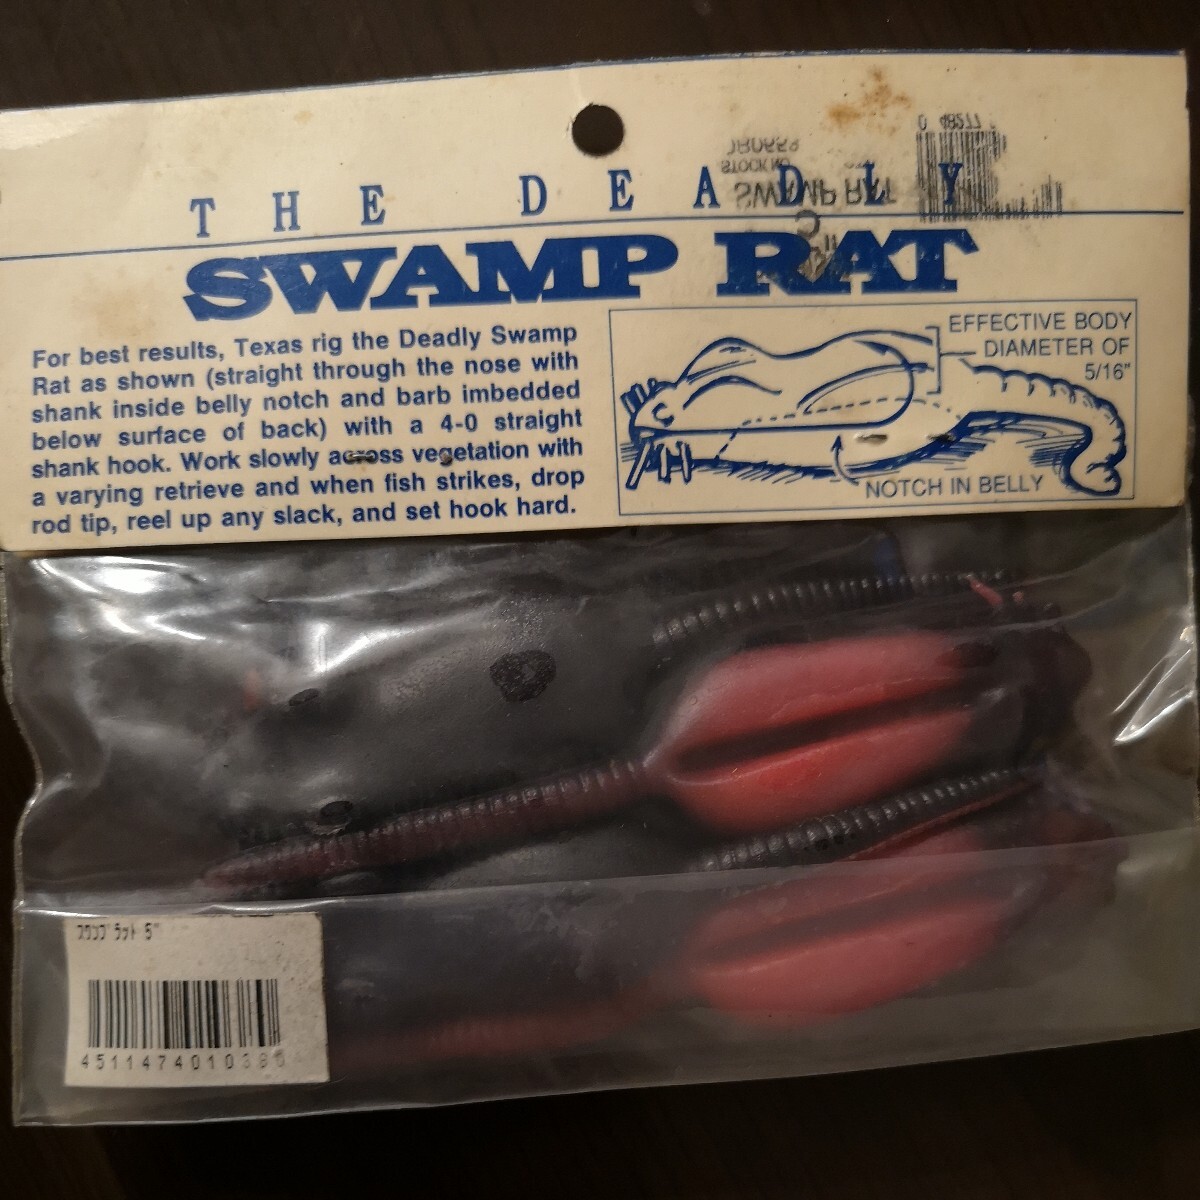 0 48577
STOCK NO.
SWAMP RAT
THE DEADLY
SWAMP RAT
For best results, Texas rig the Deadly Swamp
Rat as shown (straight through the nose with
shank inside belly notch and barb imbedded
below surface of back) with a 4-0 straight
shank hook. Work slowly across vegetation with
a varying retrieve and when fish strikes, drop
rod tip, reel up any slack, and set hook hard.
EFFECTIVE BODY
DIAMETER OF
5/16"
NOTCH IN BELLY
スワンプ ラット 5"